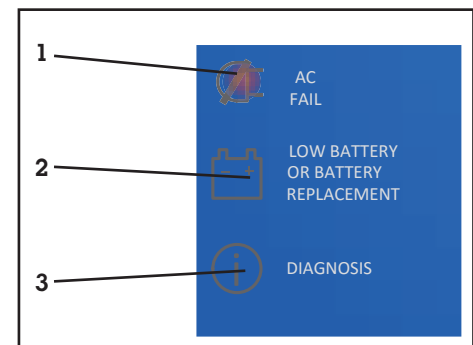 1
AC
FAIL
2
LOW BATTERY
OR BATTERY
REPLACEMENT
3
DIAGNOSIS